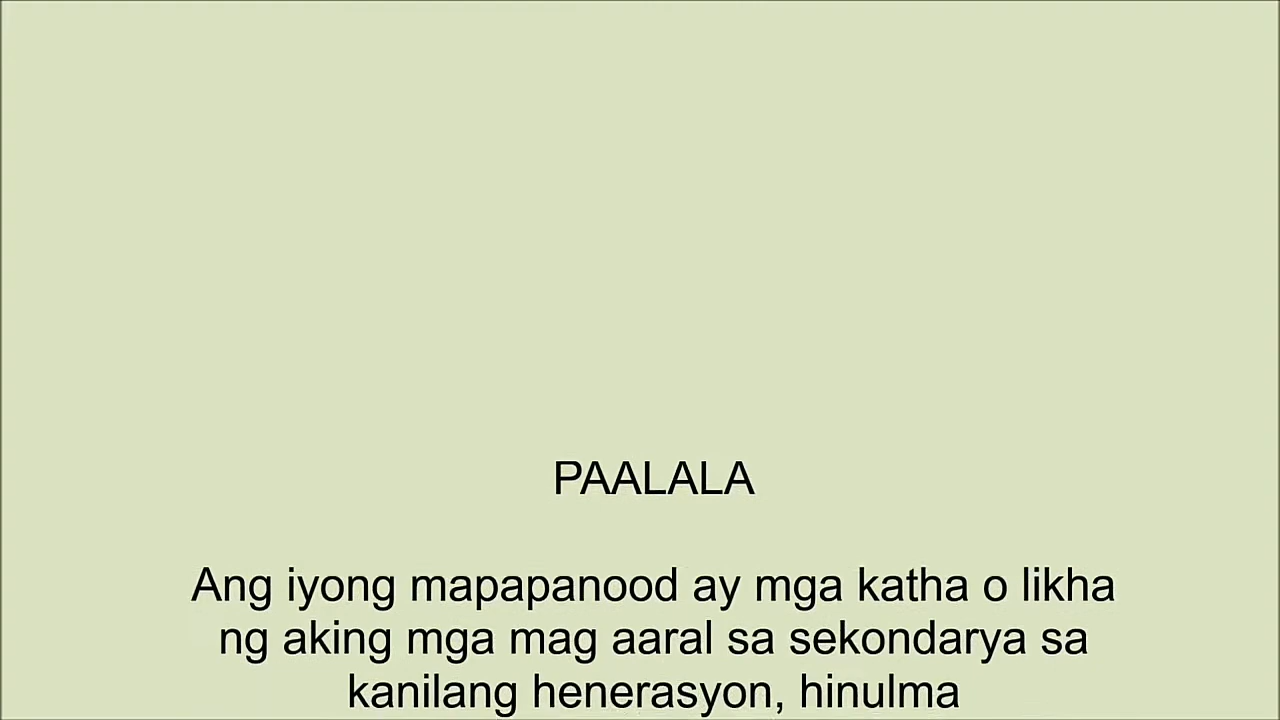 PAALALA
Ang iyong mapapanood ay mga katha o likha
ng aking mga mag aaral sa sekondarya sa
kanilang henerasyon, hinulma